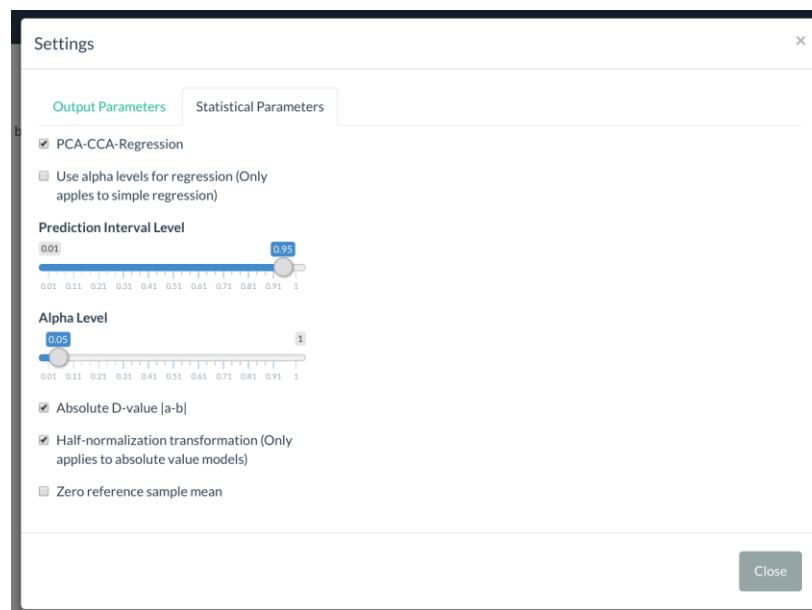 Settings
×
Output Parameters Statistical Parameters
b
PCA-CCA-Regression
Use alpha levels for regression (Only
apples to simple regression)
Prediction Interval Level
0.01 0.95
0.01 0.11 0.21 0.31 0.41 0.51 0.61 0.71 0.81 0.91 1
Alpha Level
0.05 1
0.01 0.11 0.21 0.31 0.41 0.51 0.61 0.71 0.81 0.91 1
Absolute D-value |a-b|
Half-normalization transformation (Only
applies to absolute value models)
Zero reference sample mean
Close